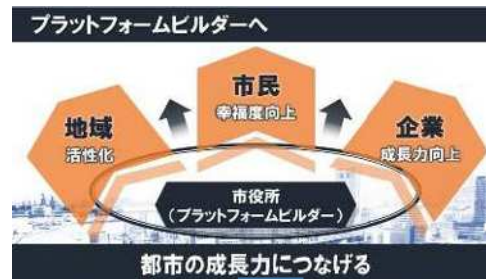 プラットフォームビルダーへ
市民
幸福度向上
地域
活性化
企業
成長力向上
市役所
(プラットフォームビルダー)
都市の成長力につなげる